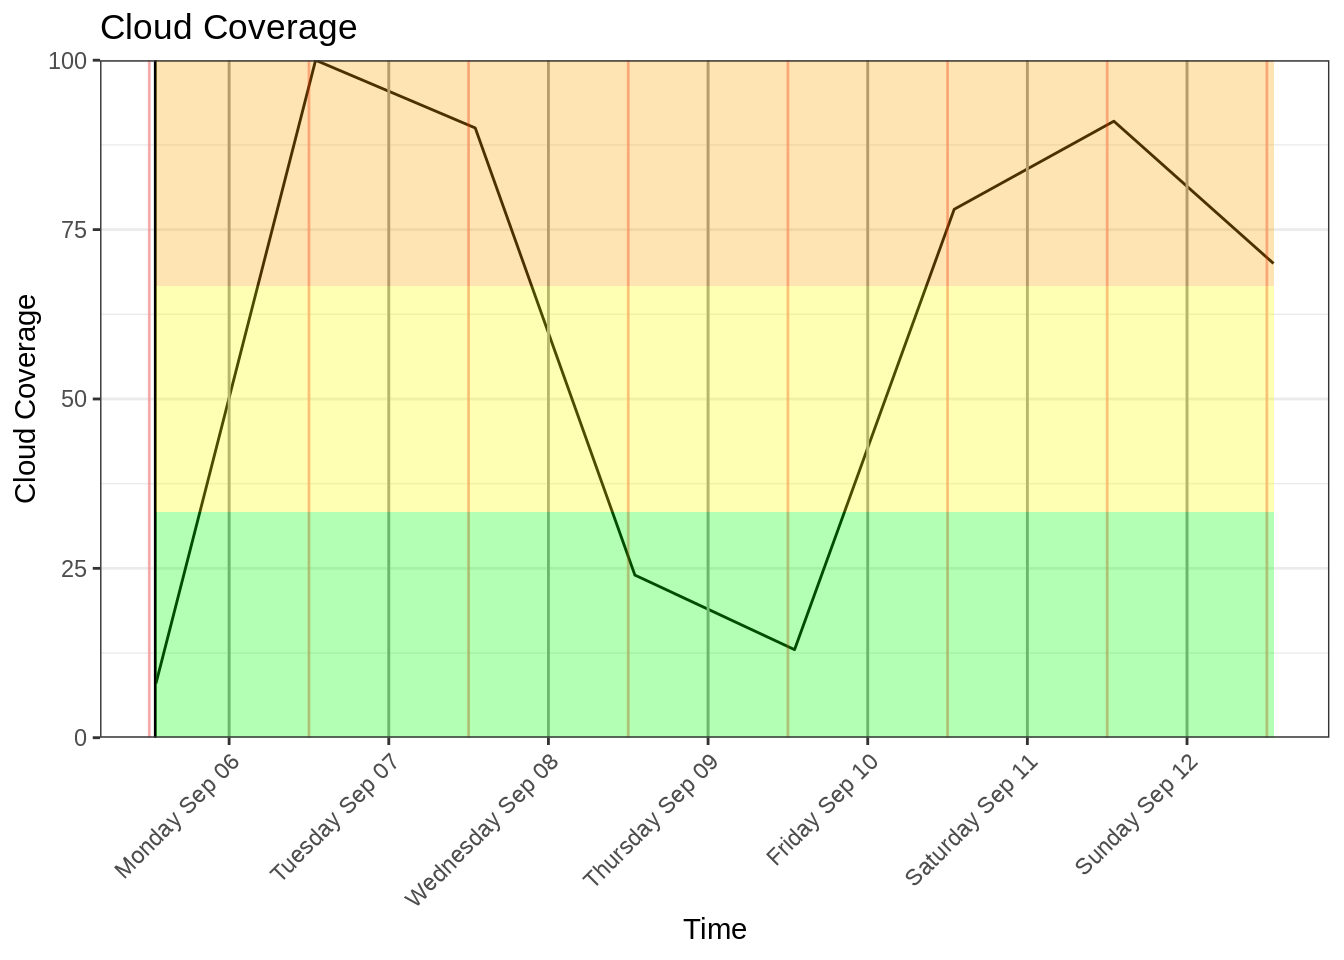 Cloud Coverage
100
75
50
25
0
Cloud Coverage
Monday Sep 06
Tuesday Sep 07
Wednesday Sep 08
Thursday Sep 09
Friday Sep 10
Saturday Sep 11
Sunday Sep 12
Time